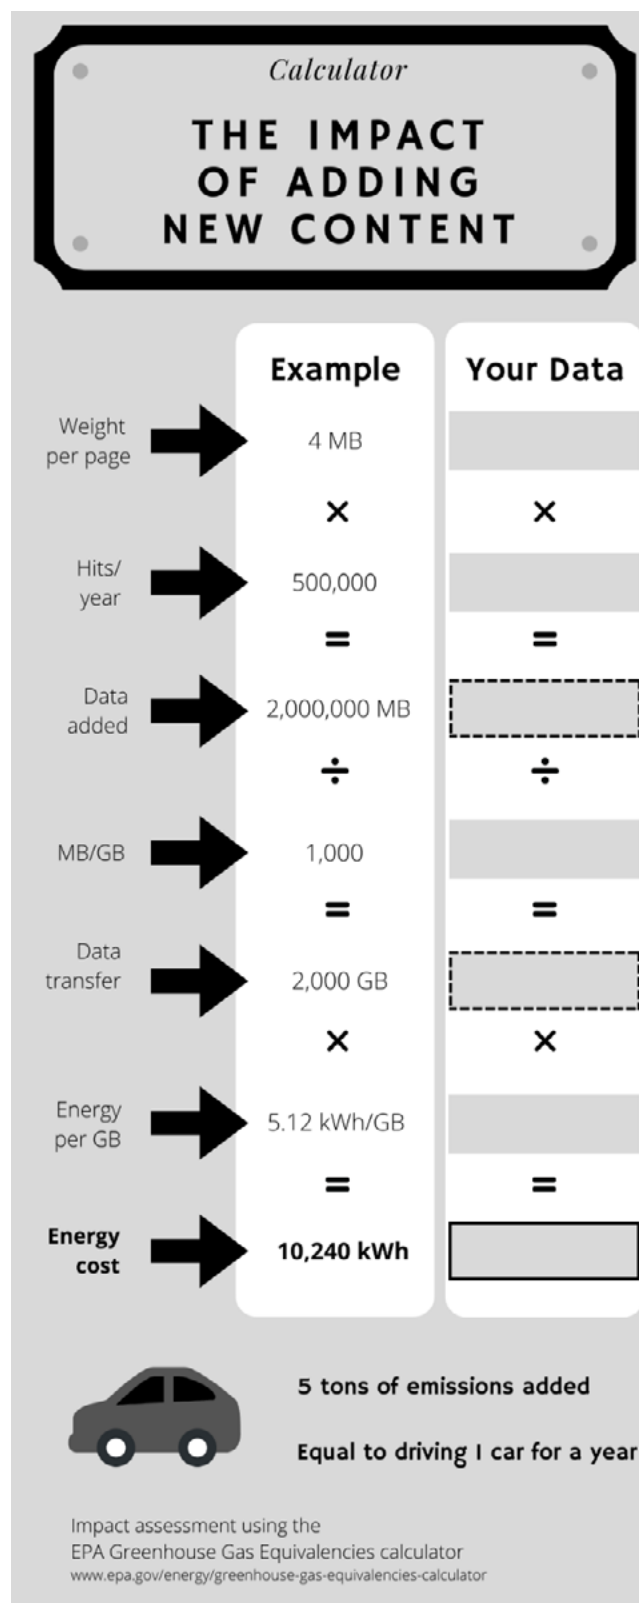 Calculator
THE IMPACT
OF ADDING
NEW CONTENT
Example
Your Data
Weight
per page
4 MB
×
×
Hits/
year
500,000
=
=
Data
added
2,000,000 MB
÷
÷
MB/GB
1,000
=
=
Data
transfer
2,000 GB
×
×
Energy
per GB
5.12 kWh/GB
=
=
Energy
cost
10,240 kWh
5 tons of emissions added
Equal to driving 1 car for a year
Impact assessment using the
EPA Greenhouse Gas Equivalencies calculator
www.epa.gov/energy/greenhouse-gas-equivalencies-calculator